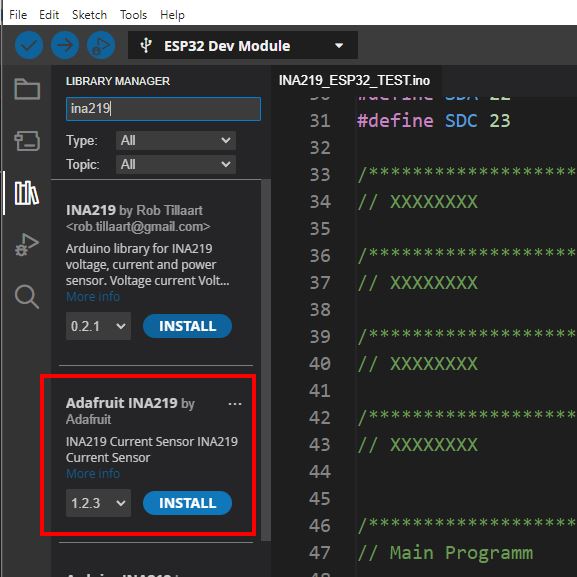 File Edit Sketch Tools Help
ESP32 Dev Module
LIBRARY MANAGER
ina219
Type: All
Topic: All
INA219 by Rob Tillaart
<rob.tillaart@gmail.com>
Arduino library for INA219
voltage, current and power
sensor. Voltage current Volt...
More info
0.2.1 INSTALL
Adafruit INA219 by ...
Adafruit
INA219 Current Sensor INA219
Current Sensor
More info
1.2.3 INSTALL
INA219_ESP32_TEST.ino
30 #define SDA 22
31 #define SDC 23
32
33 /*******************
34 // XXXXXXXX
35
36 /*******************
37 // XXXXXXXX
38
39 /*******************
40 // XXXXXXXX
41
42 /*******************
43 // XXXXXXXX
44
45
46 /*******************
47 // Main Programm